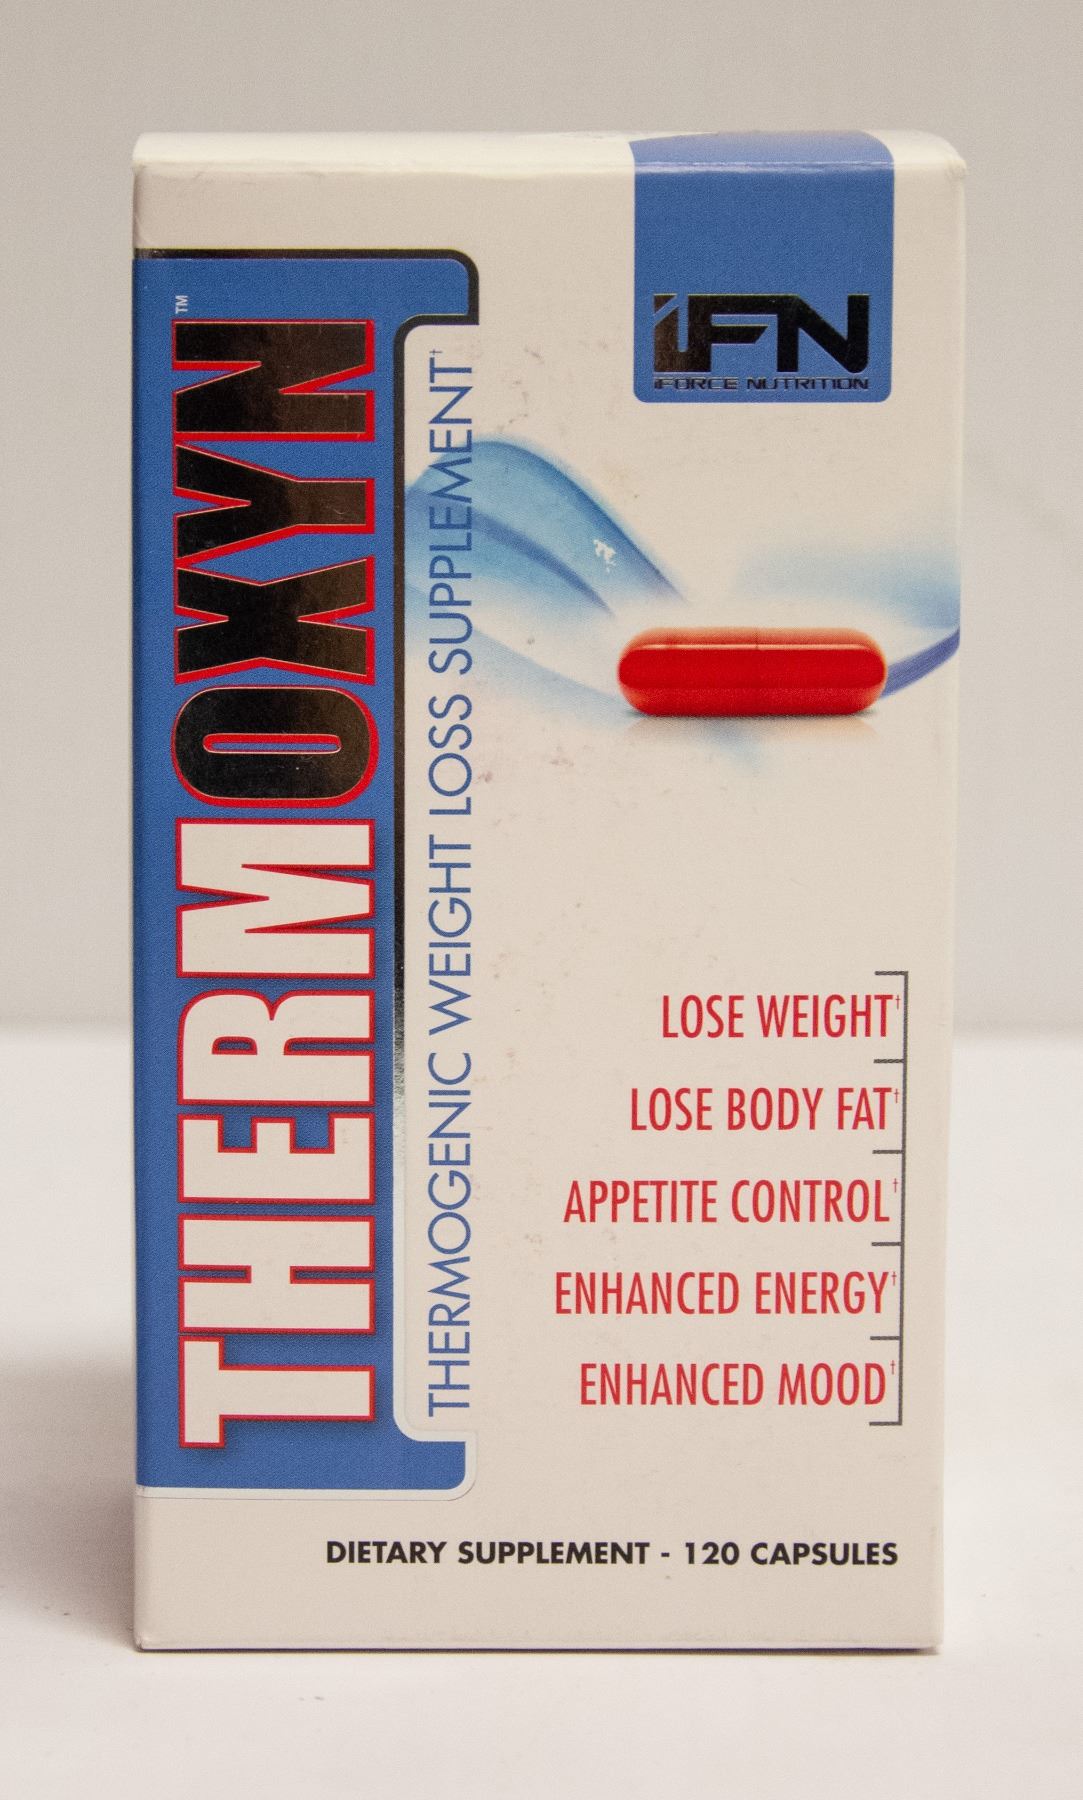 THERMOXYN™
THERMOGENIC WEIGHT LOSS SUPPLEMENT†
iFN
iFORCE NUTRITION
LOSE WEIGHT†
LOSE BODY FAT†
APPETITE CONTROL†
ENHANCED ENERGY†
ENHANCED MOOD†
DIETARY SUPPLEMENT - 120 CAPSULES